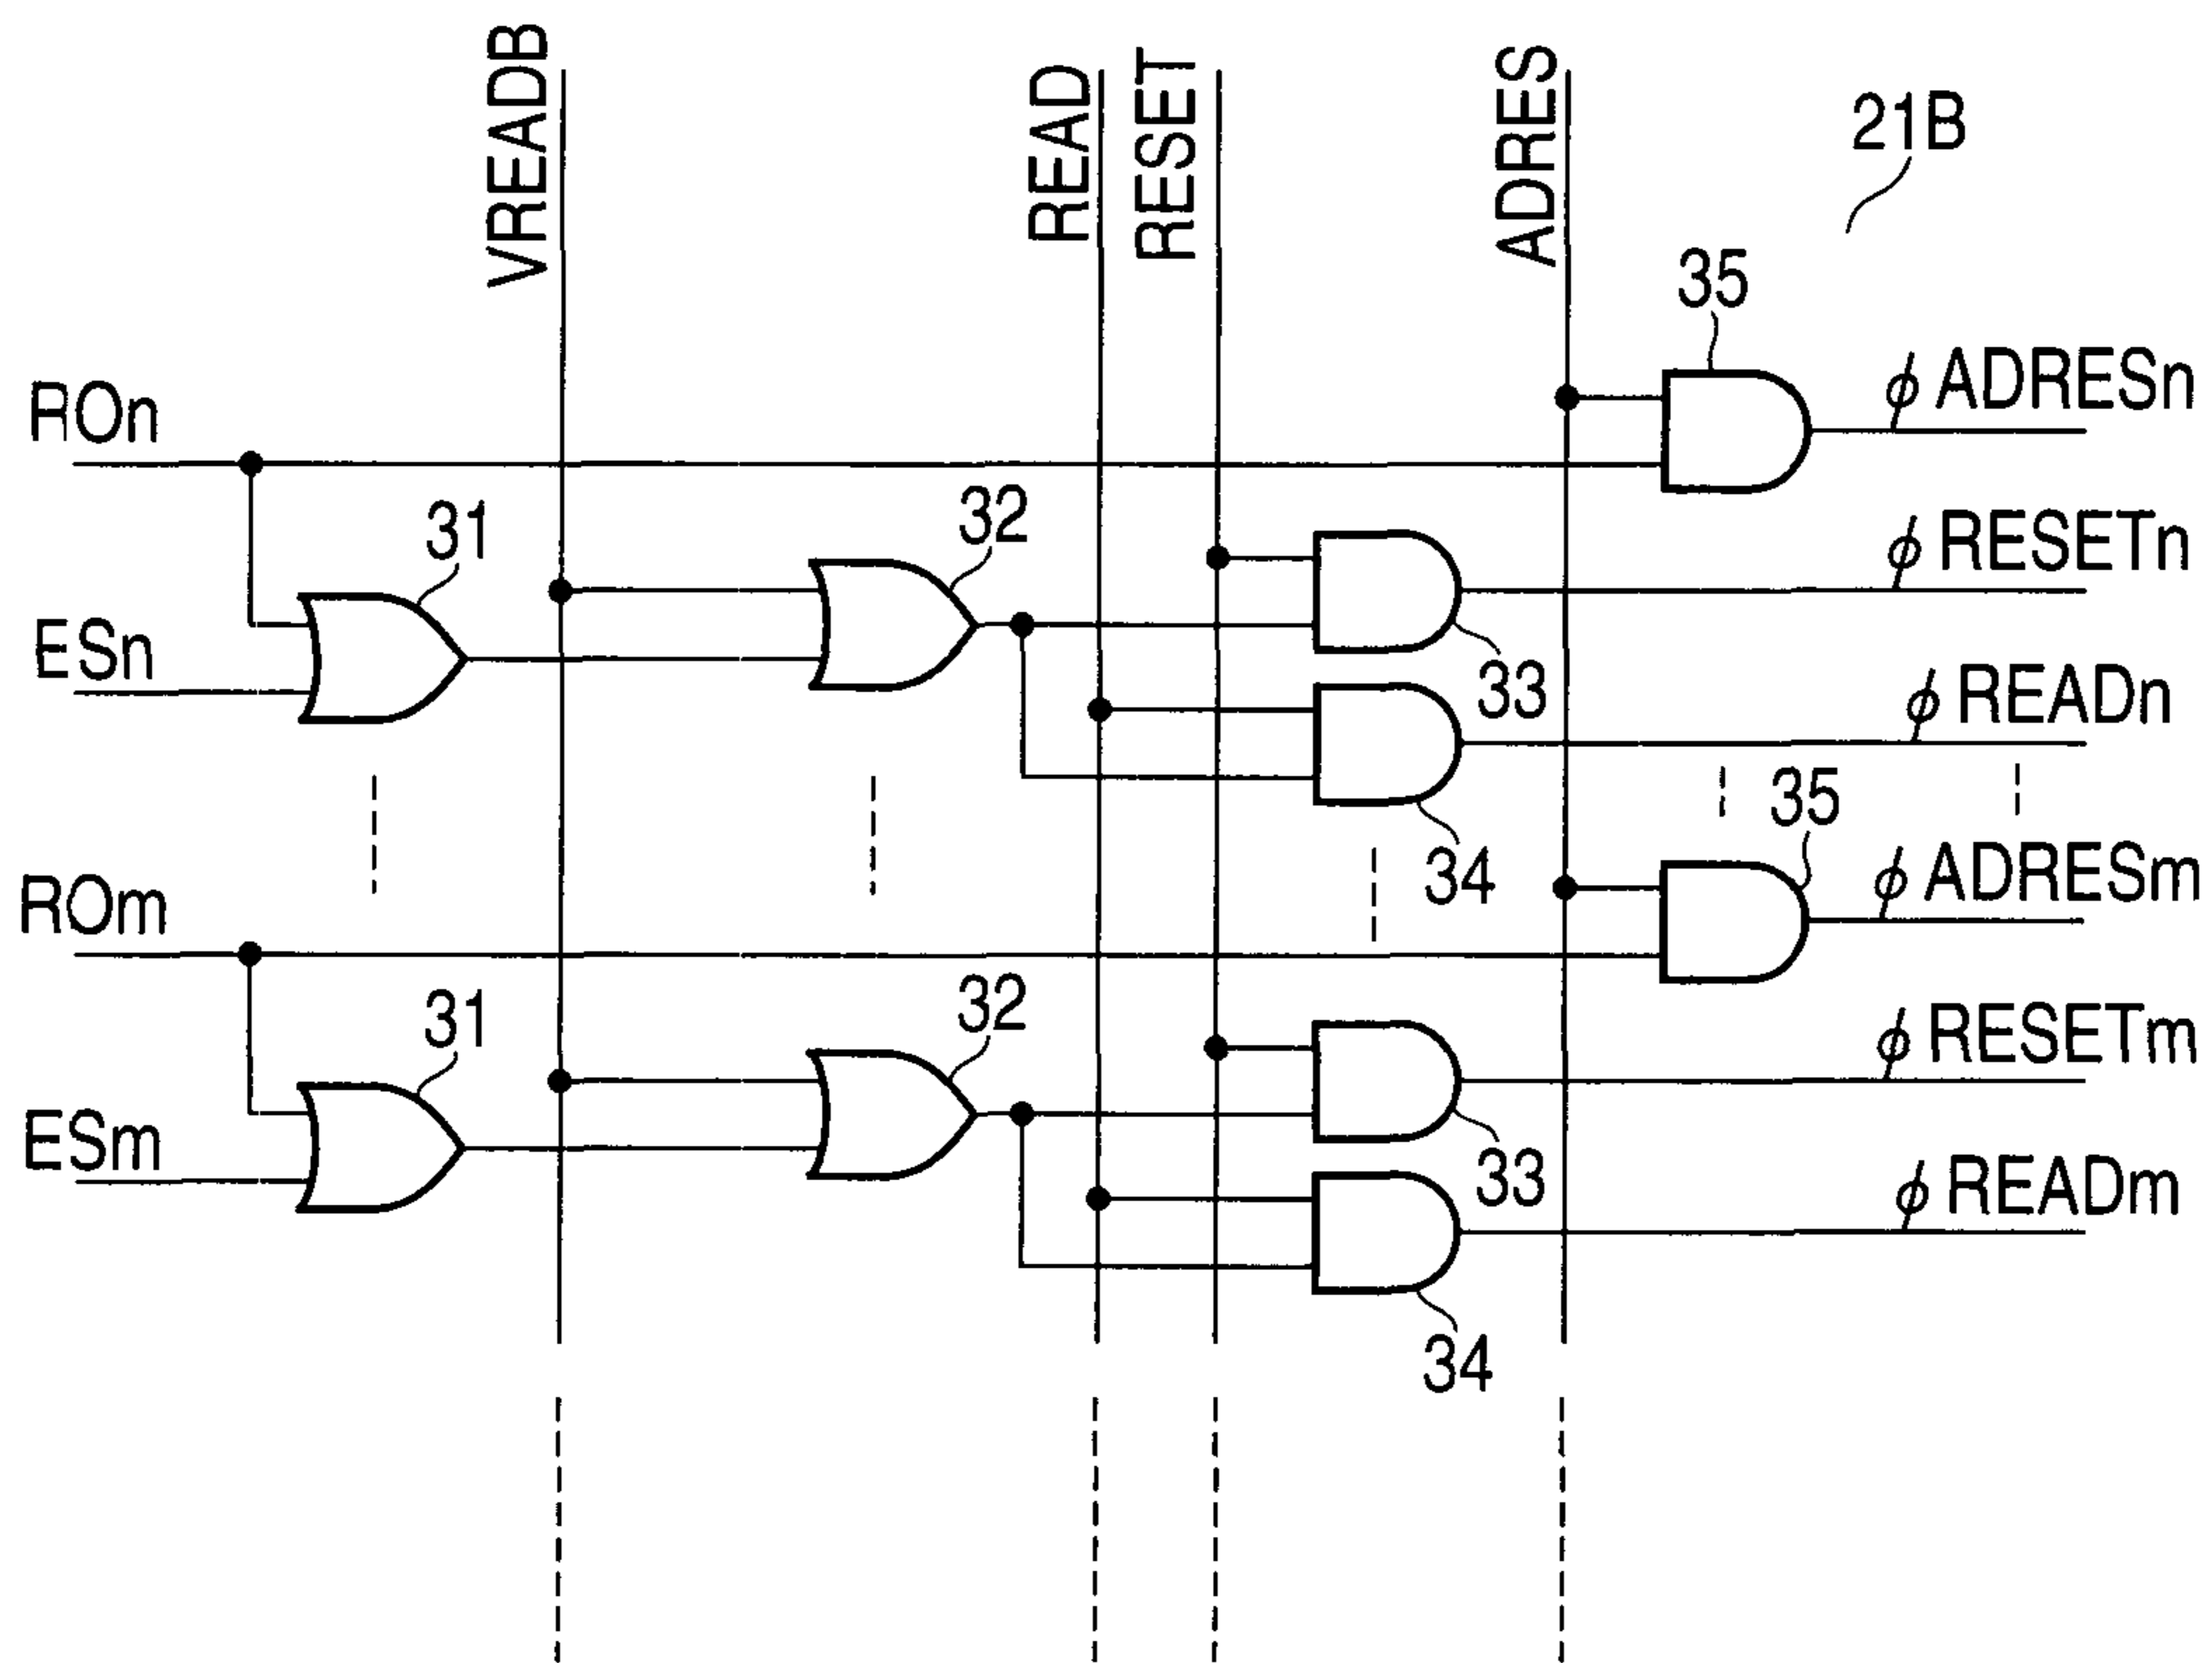 VREADB
READ
RESET
ADRES
21B
35
ROn
φ ADRESn
31
32
φ RESETn
ESn
33
φ READn
34
35
ROm
φ ADRESm
31
32
φ RESETm
ESm
33
φ READm
34